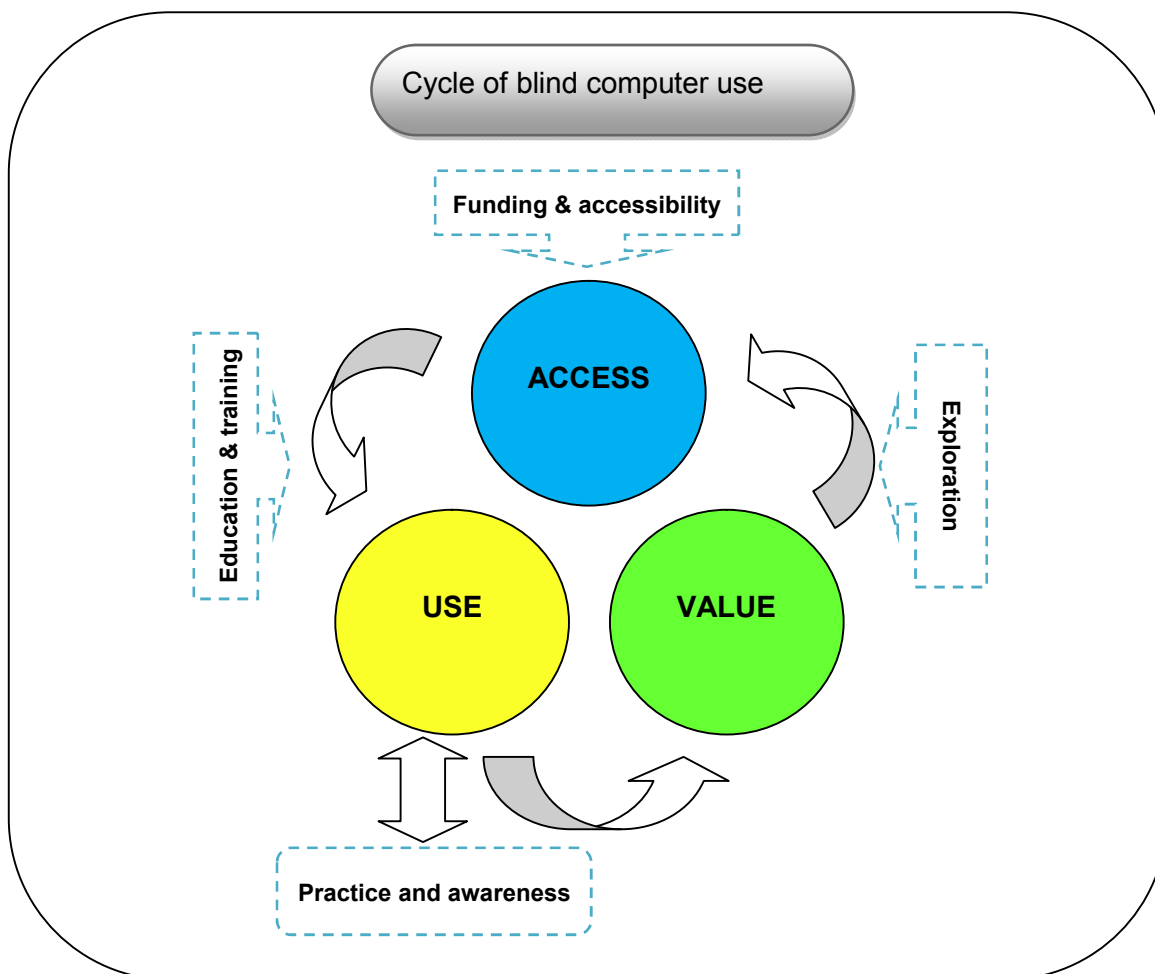 Cycle of blind computer use
Funding & accessibility
ACCESS
Education & training
Exploration
USE
VALUE
Practice and awareness